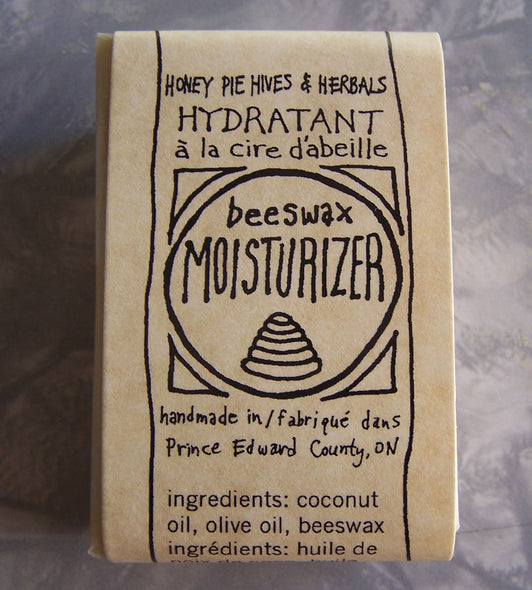 HONEY PIE HIVES & HERBALS
HYDRATANT
à la cire d'abeille
beeswax
MOISTURIZER
handmade in/fabriqué dans
Prince Edward County, ON
ingredients: coconut
oil, olive oil, beeswax
ingrédients: huile de